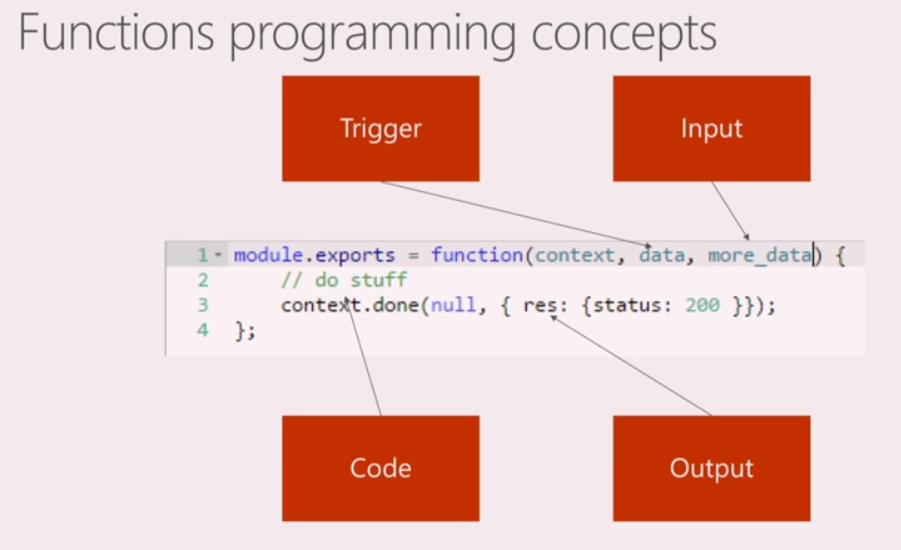 Functions programming concepts
Trigger
Input
1 module.exports = function(context, data, more_data) {
2 // do stuff
3 context.done(null, { res: {status: 200 }});
4 };
Code
Output